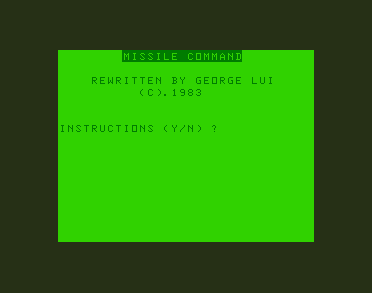 MISSILE COMMAND
REWRITTEN BY GEORGE LUI
(C).1983
INSTRUCTIONS (Y/N) ?